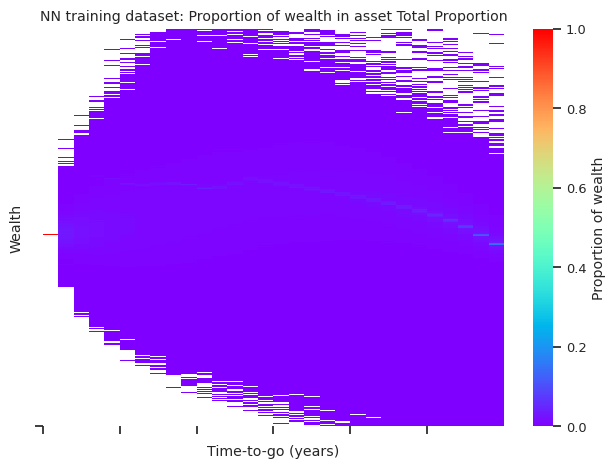 NN training dataset: Proportion of wealth in asset Total Proportion
Wealth
Time-to-go (years)
1.0
0.8
0.6
0.4
0.2
0.0
Proportion of wealth